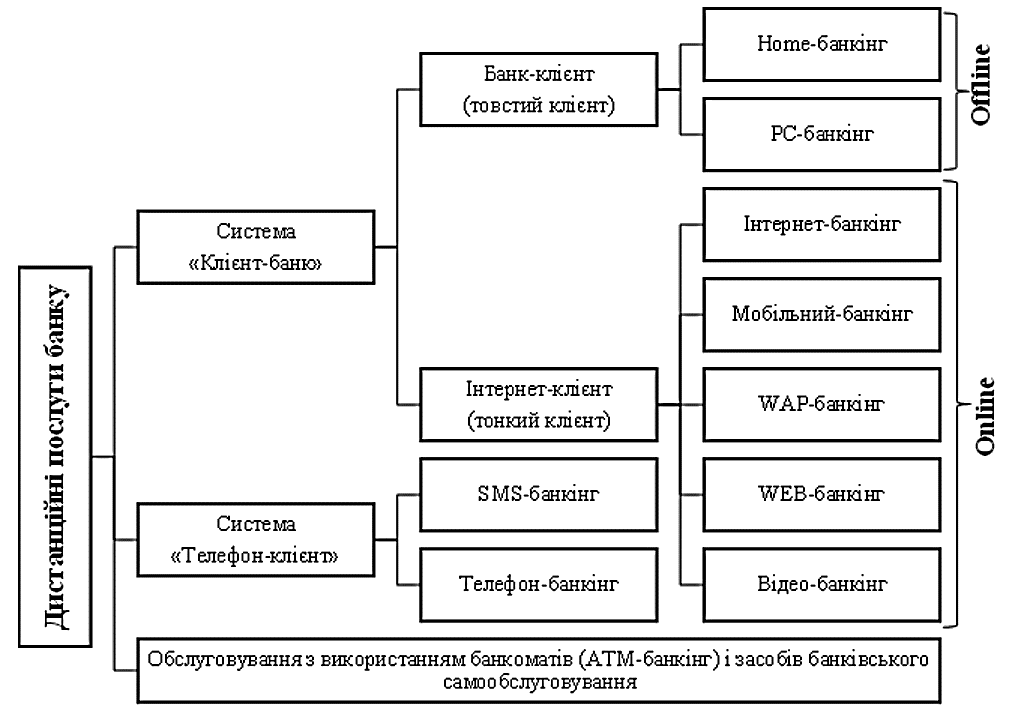 Дистанційні послуги банку
Система
«Клієнт-баню»
Банк-клієнт
(товстий клієнт)
Home-банкінг
PC-банкінг
Offline
Інтернет-клієнт
(тонкий клієнт)
Інтернет-банкінг
Мобільний-банкінг
WAP-банкінг
WEB-банкінг
Відео-банкінг
Online
Система
«Телефон-клієнт»
SMS-банкінг
Телефон-банкінг
Обслуговування з використанням банкоматів (АТМ-банкінг) і засобів банківського
самообслуговування